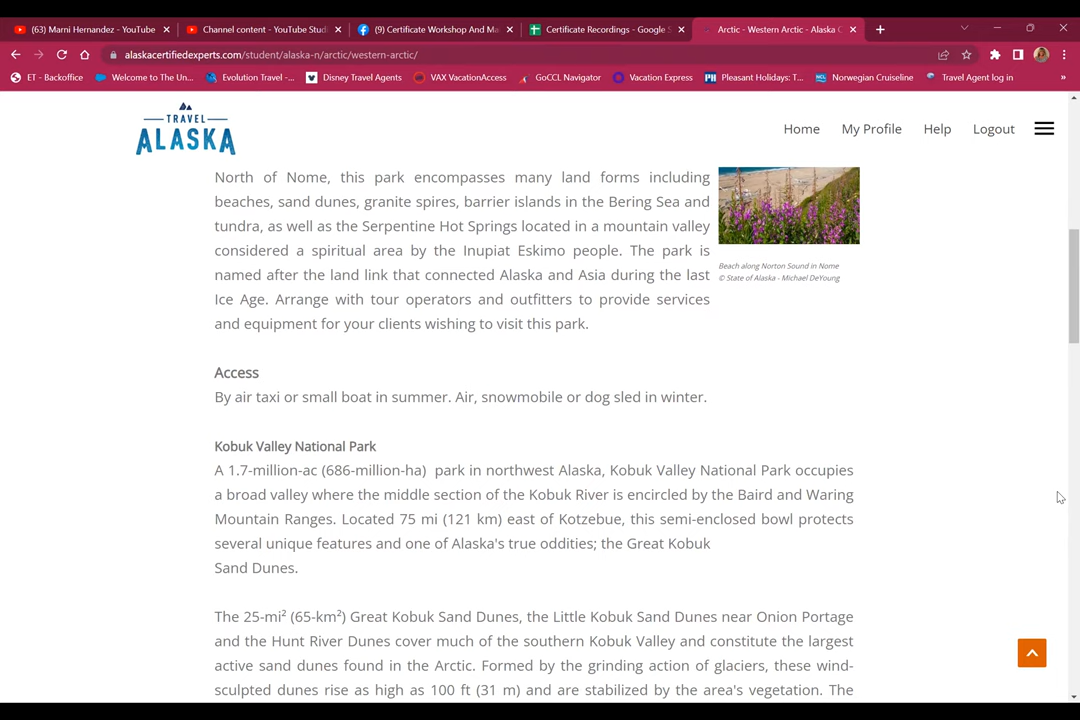 (63) Marni Hernandez - YouTube
Channel content - YouTube Studi
(9) Certificate Workshop And Ma
Certificate Recordings - Google S
Arctic - Western Arctic - Alaska C
alaskacertifiedexperts.com/student/alaska-n/arctic/western-arctic/
ET - Backoffice
Welcome to The Un...
Evolution Travel -...
Disney Travel Agents
VAX VacationAccess
GoCCL Navigator
Vacation Express
Pleasant Holidays: T...
Norwegian Cruiseline
Travel Agent log in
TRAVEL
ALASKA
Home
My Profile
Help
Logout
North of Nome, this park encompasses many land forms including
beaches, sand dunes, granite spires, barrier islands in the Bering Sea and
tundra, as well as the Serpentine Hot Springs located in a mountain valley
considered a spiritual area by the Inupiat Eskimo people. The park is
named after the land link that connected Alaska and Asia during the last
Ice Age. Arrange with tour operators and outfitters to provide services
and equipment for your clients wishing to visit this park.
Beach along Norton Sound in Nome
© State of Alaska - Michael DeYoung
Access
By air taxi or small boat in summer. Air, snowmobile or dog sled in winter.
Kobuk Valley National Park
A 1.7-million-ac (686-million-ha) park in northwest Alaska, Kobuk Valley National Park occupies
a broad valley where the middle section of the Kobuk River is encircled by the Baird and Waring
Mountain Ranges. Located 75 mi (121 km) east of Kotzebue, this semi-enclosed bowl protects
several unique features and one of Alaska's true oddities; the Great Kobuk
Sand Dunes.
The 25-mi² (65-km²) Great Kobuk Sand Dunes, the Little Kobuk Sand Dunes near Onion Portage
and the Hunt River Dunes cover much of the southern Kobuk Valley and constitute the largest
active sand dunes found in the Arctic. Formed by the grinding action of glaciers, these wind-
sculpted dunes rise as high as 100 ft (31 m) and are stabilized by the area's vegetation. The